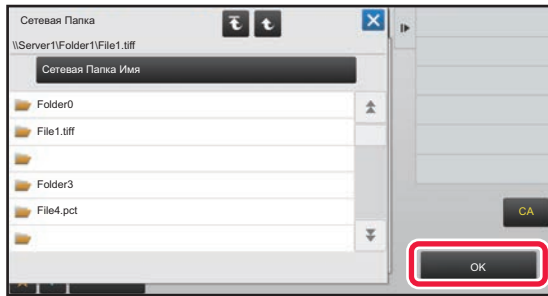 Сетевая Папка
\\Server1\Folder1\File1.tiff
Сетевая Папка Имя
Folder0
File1.tiff
Folder3
File4.pct
CA
OK